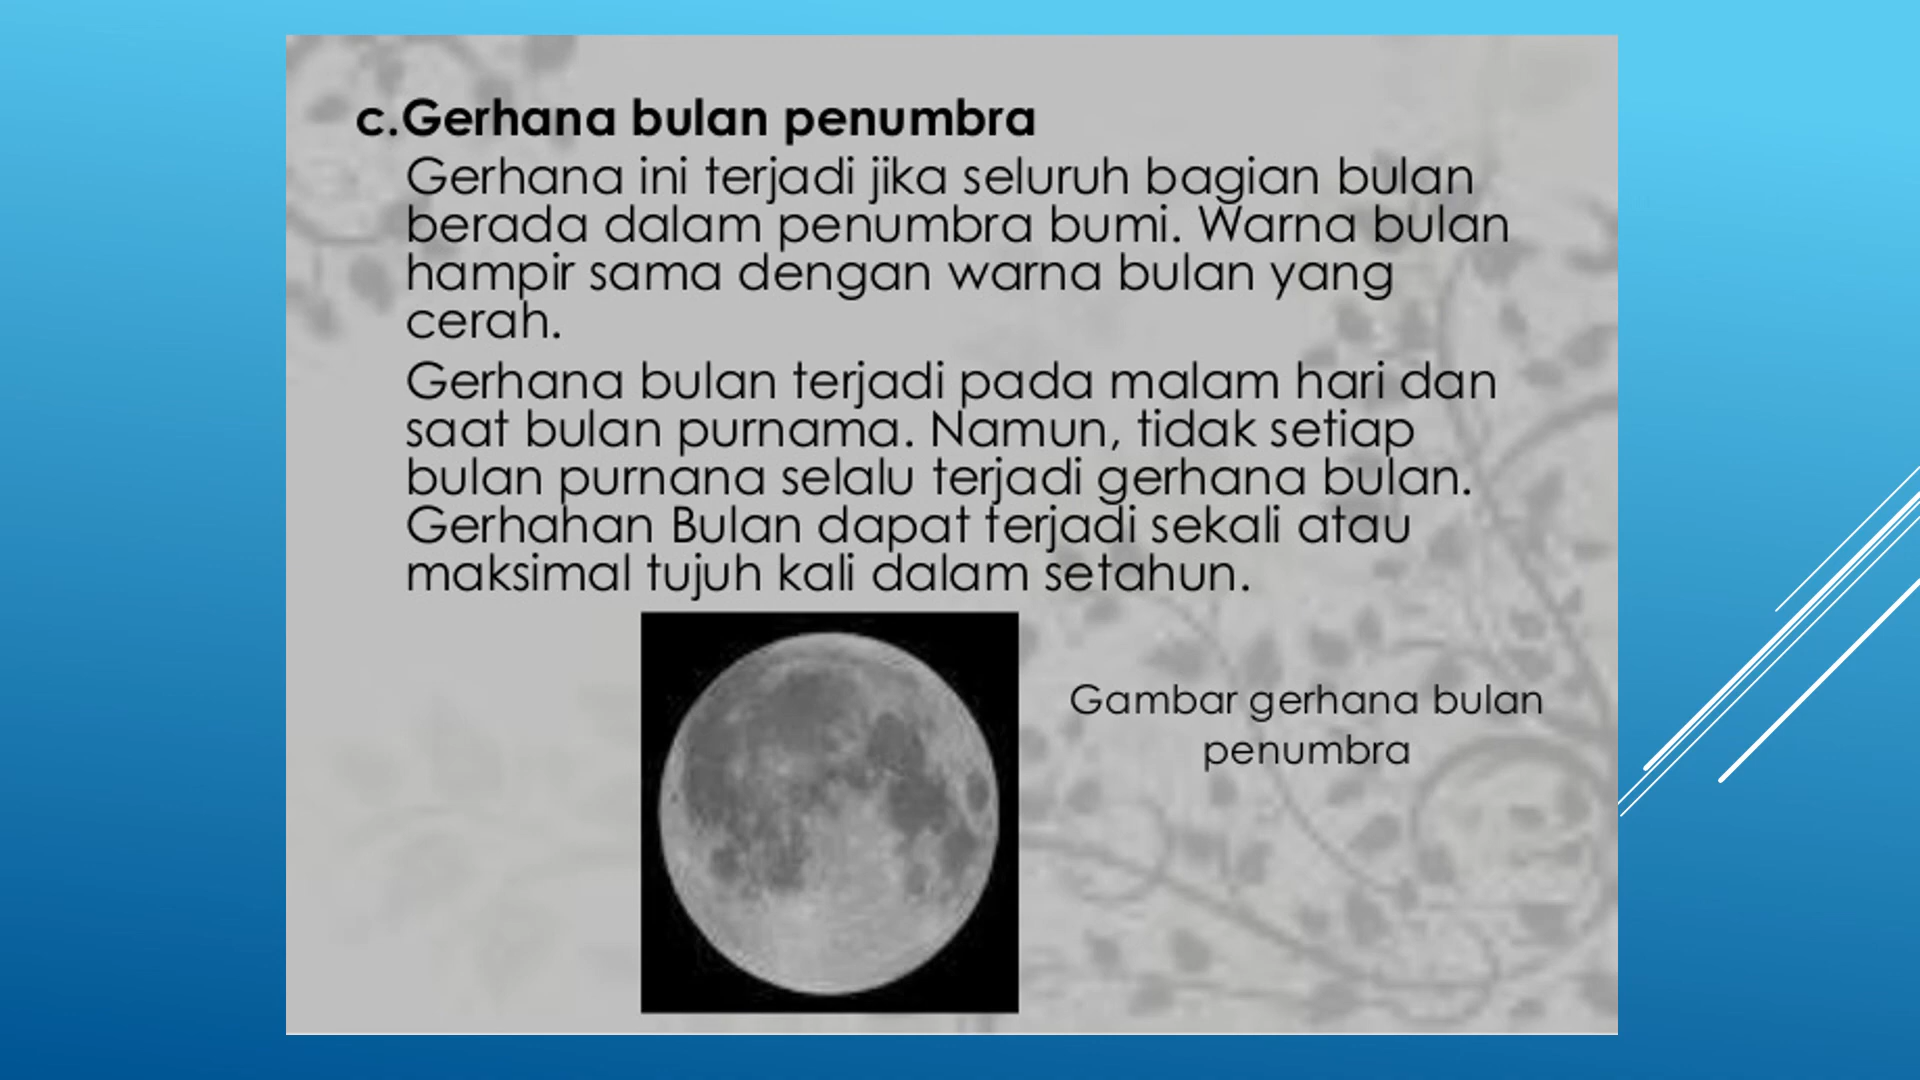 c.Gerhana bulan penumbra
Gerhana ini terjadi jika seluruh bagian bulan
berada dalam penumbra bumi. Warna bulan
hampir sama dengan warna bulan yang
cerah.
Gerhana bulan terjadi pada malam hari dan
saat bulan purnama. Namun, tidak setiap
bulan purnana selalu terjadi gerhana bulan.
Gerhahan Bulan dapat terjadi sekali atau
maksimal tujuh kali dalam setahun.
Gambar gerhana bulan
penumbra